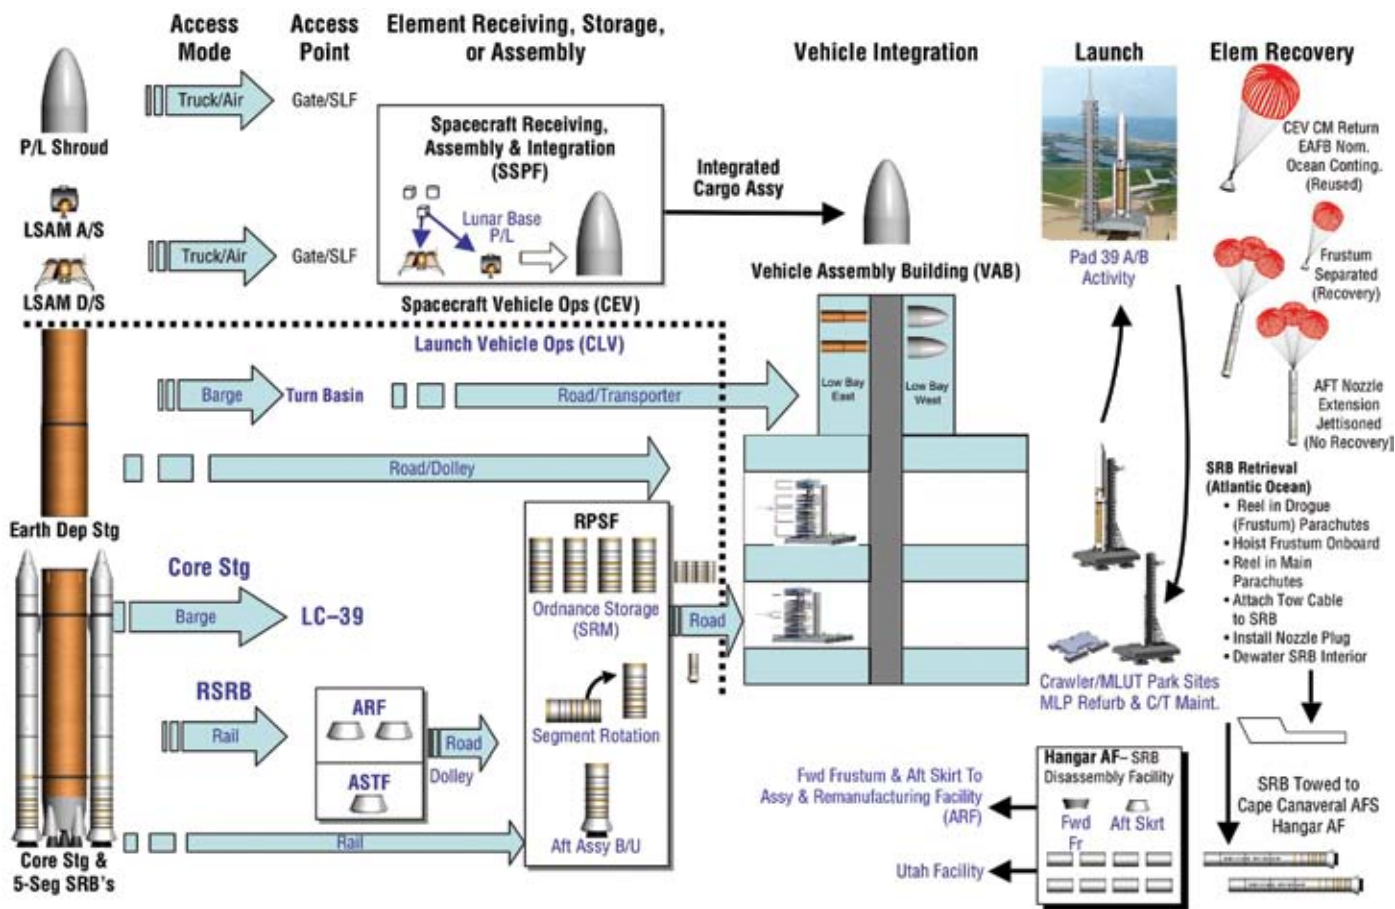 Access
Mode
Access
Point
Element Receiving, Storage,
or Assembly
Vehicle Integration
Launch
Elem Recovery
Truck/Air
Gate/SLF
P/L Shroud
Spacecraft Receiving,
Assembly & Integration
(SSPF)
Lunar Base
P/L
Integrated
Cargo Assy
CEV CM Return
EAFB Nom.
Ocean Conting.
(Reused)
LSAM A/S
Truck/Air
Gate/SLF
LSAM D/S
Spacecraft Vehicle Ops (CEV)
Launch Vehicle Ops (CLV)
Vehicle Assembly Building (VAB)
Pad 39 A/B
Activity
Frustum
Separated
(Recovery)
Barge
Turn Basin
Road/Transporter
Low Bay
East
Low Bay
West
AFT Nozzle
Extension
Jettisoned
(No Recovery]
Road/Dolley
Earth Dep Stg
RPSF
Ordnance Storage
(SRM)
Segment Rotation
Aft Assy B/U
Road
SRB Retrieval
(Atlantic Ocean)
• Reel in Drogue
(Frustum) Parachutes
• Hoist Frustum Onboard
• Reel in Main
Parachutes
• Attach Tow Cable
to SRB
• Install Nozzle Plug
• Dewater SRB Interior
Core Stg
Barge
LC–39
RSRB
Rail
ARF
ASTF
Road
Dolley
Rail
Core Stg &
5-Seg SRB's
Crawler/MLUT Park Sites
MLP Refurb & C/T Maint.
Fwd Frustum & Aft Skirt To
Assy & Remanufacturing Facility
(ARF)
Utah Facility
Hangar AF– SRB
Disassembly Facility
Fwd
Fr
Aft Skrt
SRB Towed to
Cape Canaveral AFS
Hangar AF